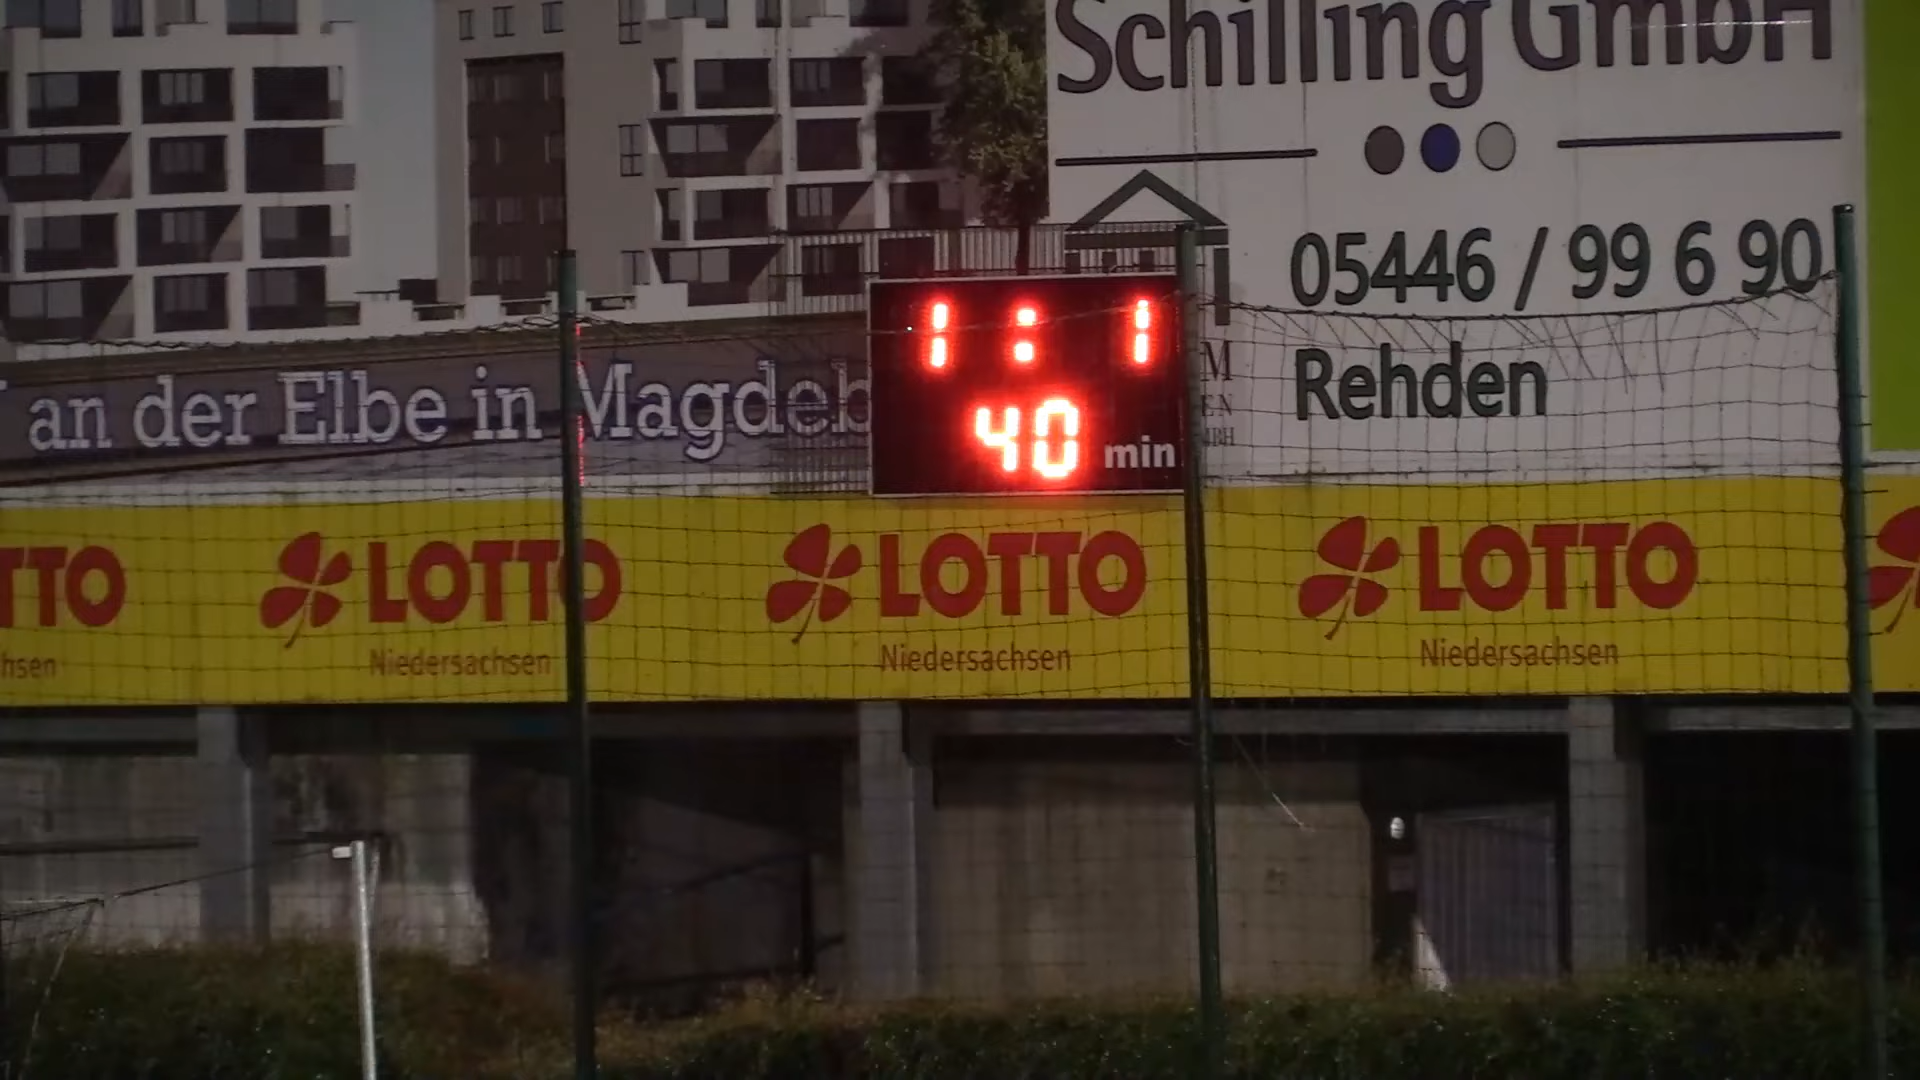 Schilling GmbH
05446 / 99 6 90
Rehden
an der Elbe in Magdeb
1 : 1
40 min
LOTTO
Niedersachsen
LOTTO
Niedersachsen
LOTTO
Niedersachsen
TTO
hsen